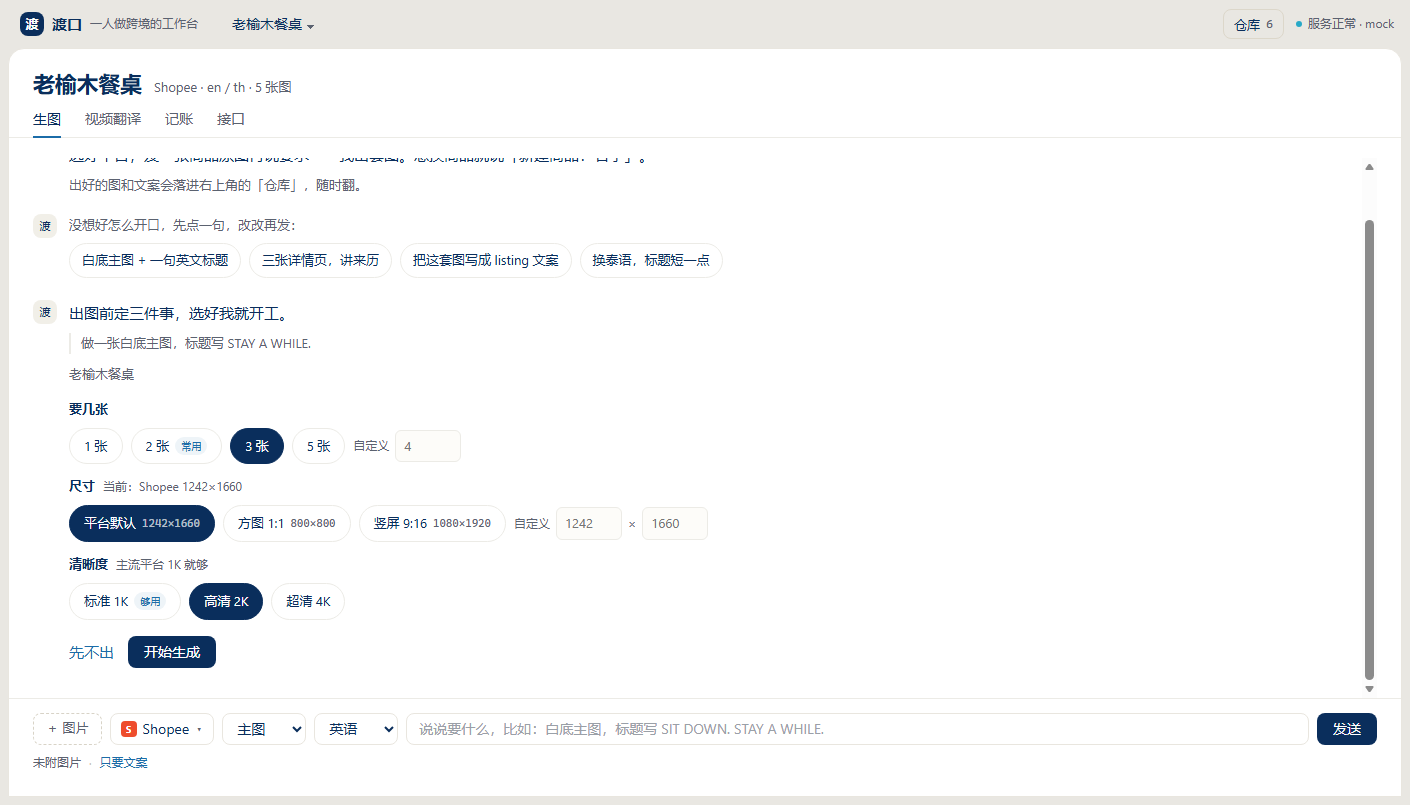 渡 渡口 一人做跨境的工作台 老榆木餐桌 仓库 6 服务正常 · mock
老榆木餐桌 Shopee · en / th · 5 张图
生图 视频翻译 记账 接口
出好的图和文案会落进右上角的「仓库」，随时翻。
渡 没想好怎么开口，先点一句，改改再发：
白底主图 + 一句英文标题 三张详情页，讲来历 把这套图写成 listing 文案 换泰语，标题短一点
渡 出图前定三件事，选好我就开工。
做一张白底主图，标题写 STAY A WHILE.
老榆木餐桌
要几张
1 张 2 张 常用 3 张 5 张 自定义 4
尺寸 当前：Shopee 1242×1660
平台默认 1242×1660 方图 1:1 800×800 竖屏 9:16 1080×1920 自定义 1242 × 1660
清晰度 主流平台 1K 就够
标准 1K 够用 高清 2K 超清 4K
先不出 开始生成
+ 图片 S Shopee 主图 英语 说说要什么，比如：白底主图，标题写 SIT DOWN. STAY A WHILE. 发送
未附图片 · 只要文案